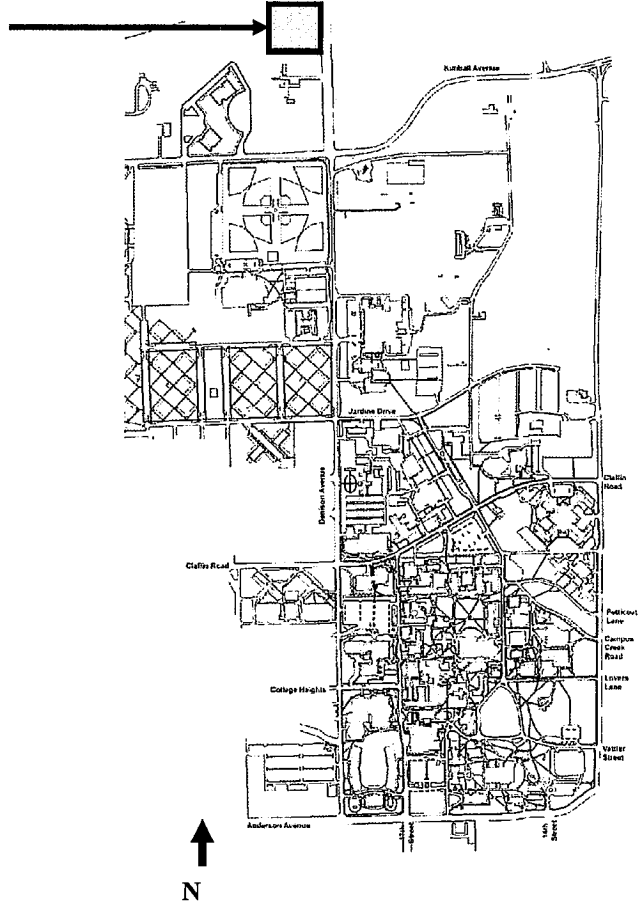 Kimball Avenue
Jardine Drive
Denison Avenue
Claflin
Road
Claflin Road
Petticoat
Lane
Campus
Creek
Road
College Heights
Lovers
Lane
Vattier
Street
Anderson Avenue
17th
Street
14th
Street
N